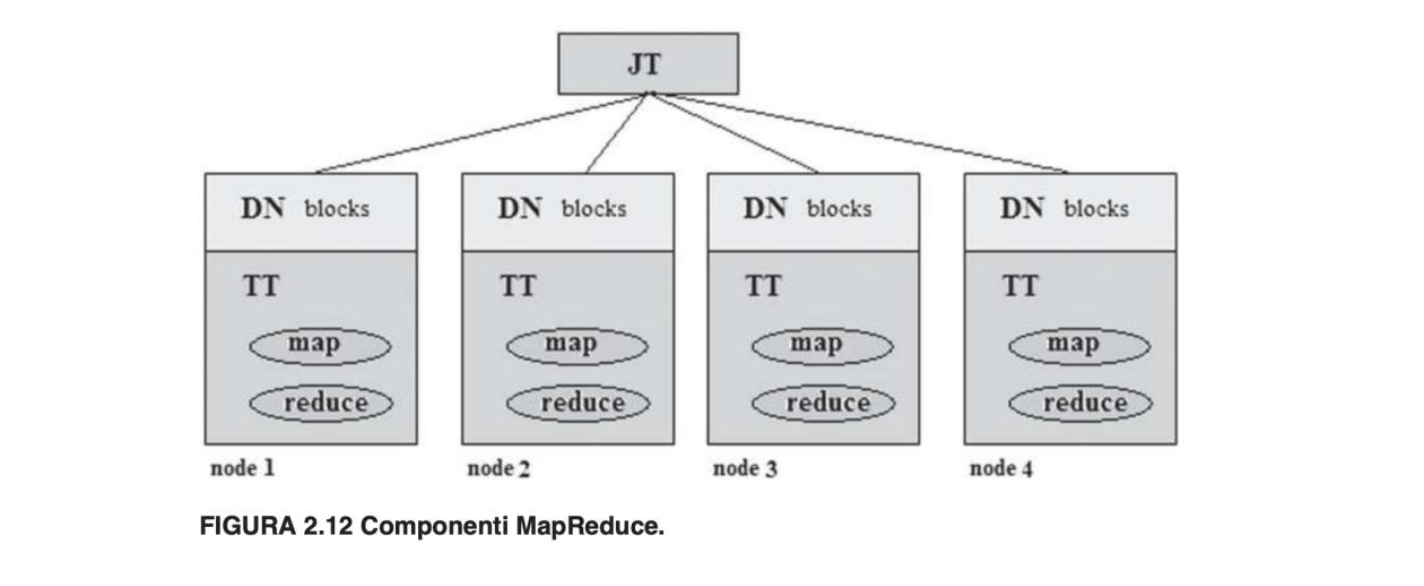 JT
DN blocks
DN blocks
DN blocks
DN blocks
TT
TT
TT
TT
map
map
map
map
reduce
reduce
reduce
reduce
node 1
node 2
node 3
node 4
FIGURA 2.12 Componenti MapReduce.